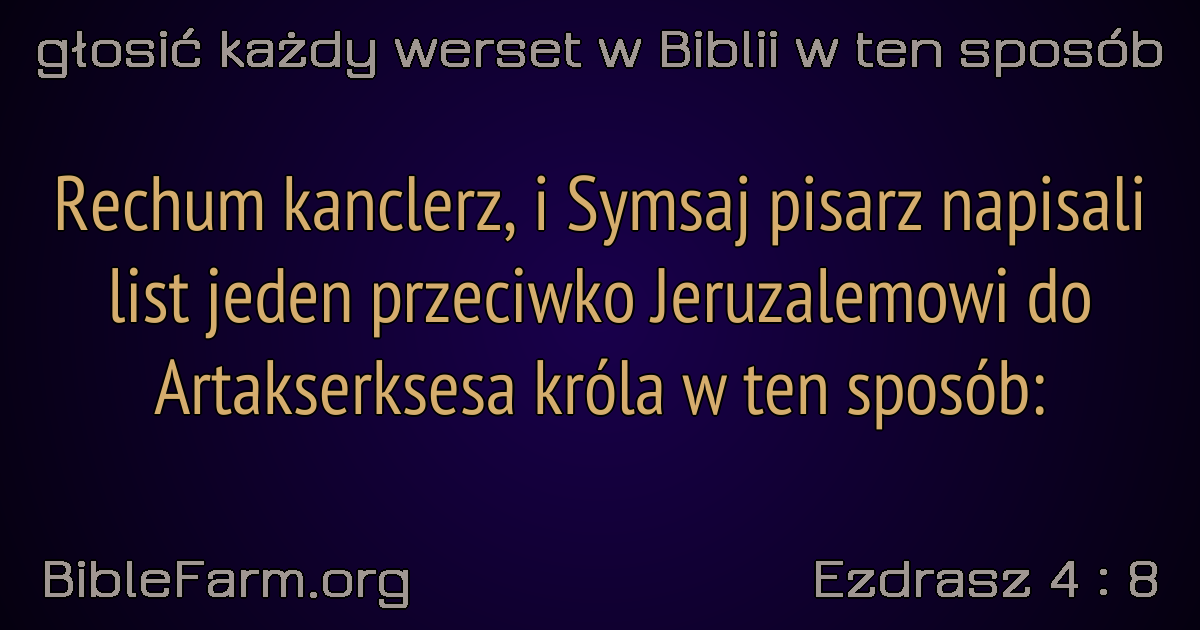 głosić każdy werset w Biblii w ten sposób
Rechum kanclerz, i Symsaj pisarz napisali
list jeden przeciwko Jeruzalemowi do
Artakserksesa króla w ten sposób:
BibleFarm.org
Ezdrasz 4 : 8